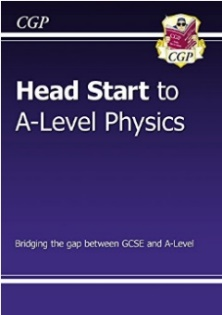 CGP
CGP
Head Start to
A-Level Physics
Bridging the gap between GCSE and A-Level